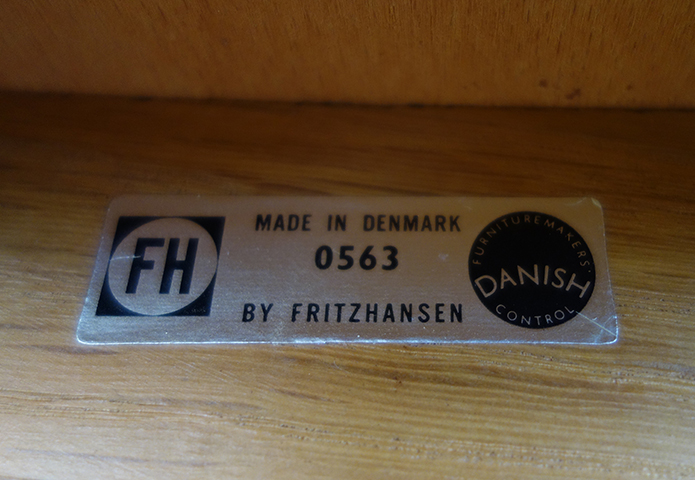 FH
MADE IN DENMARK
0563
BY FRITZHANSEN
FURNITUREMAKERS'
DANISH
CONTROL